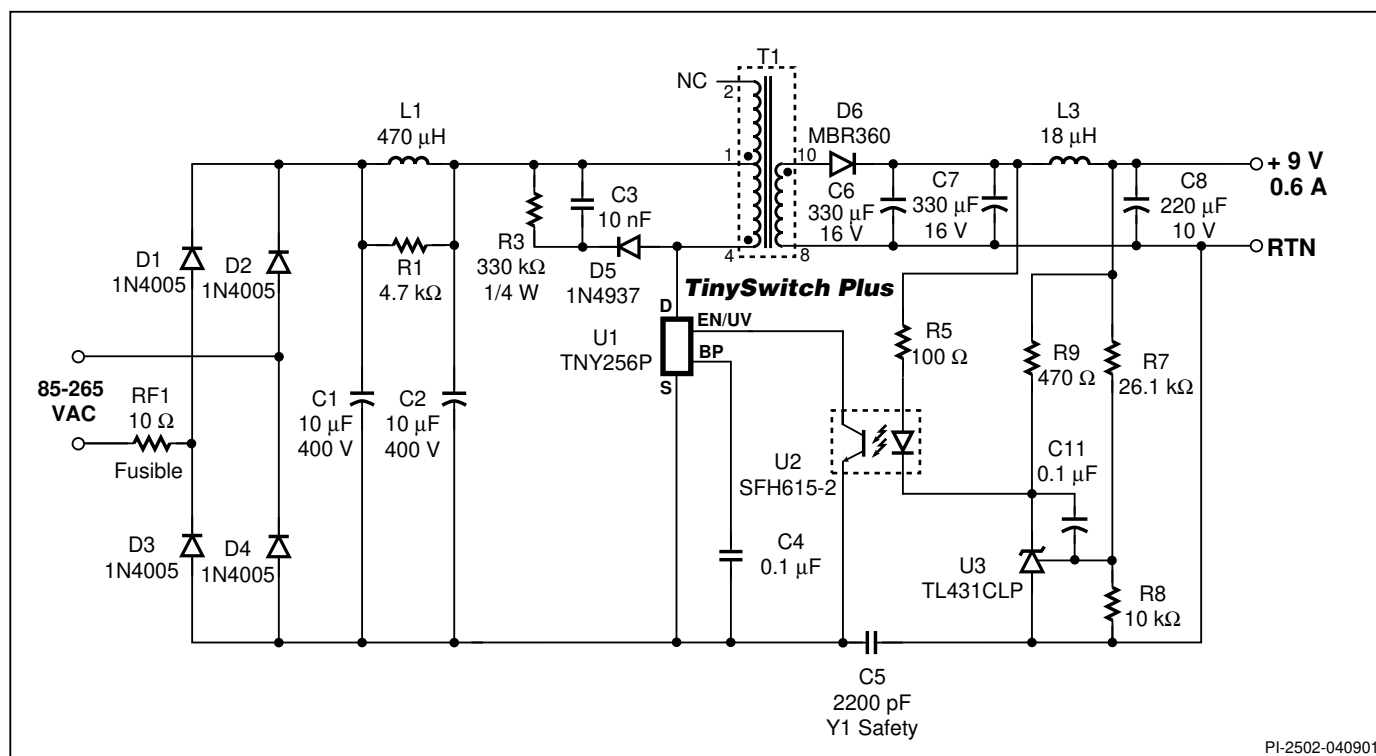 T1
NC
2
L1
470 µH
D6
MBR360
L3
18 µH
1
10
+ 9 V
0.6 A
C3
10 nF
C6
330 µF
16 V
C7
330 µF
16 V
C8
220 µF
10 V
D1
1N4005
D2
1N4005
R1
4.7 kΩ
R3
330 kΩ
1/4 W
D5
1N4937
4
8
RTN
TinySwitch Plus
D
EN/UV
BP
S
U1
TNY256P
R5
100 Ω
R9
470 Ω
R7
26.1 kΩ
85-265
VAC
RF1
10 Ω
Fusible
C1
10 µF
400 V
C2
10 µF
400 V
U2
SFH615-2
C11
0.1 µF
D3
1N4005
D4
1N4005
C4
0.1 µF
U3
TL431CLP
R8
10 kΩ
C5
2200 pF
Y1 Safety
PI-2502-040901